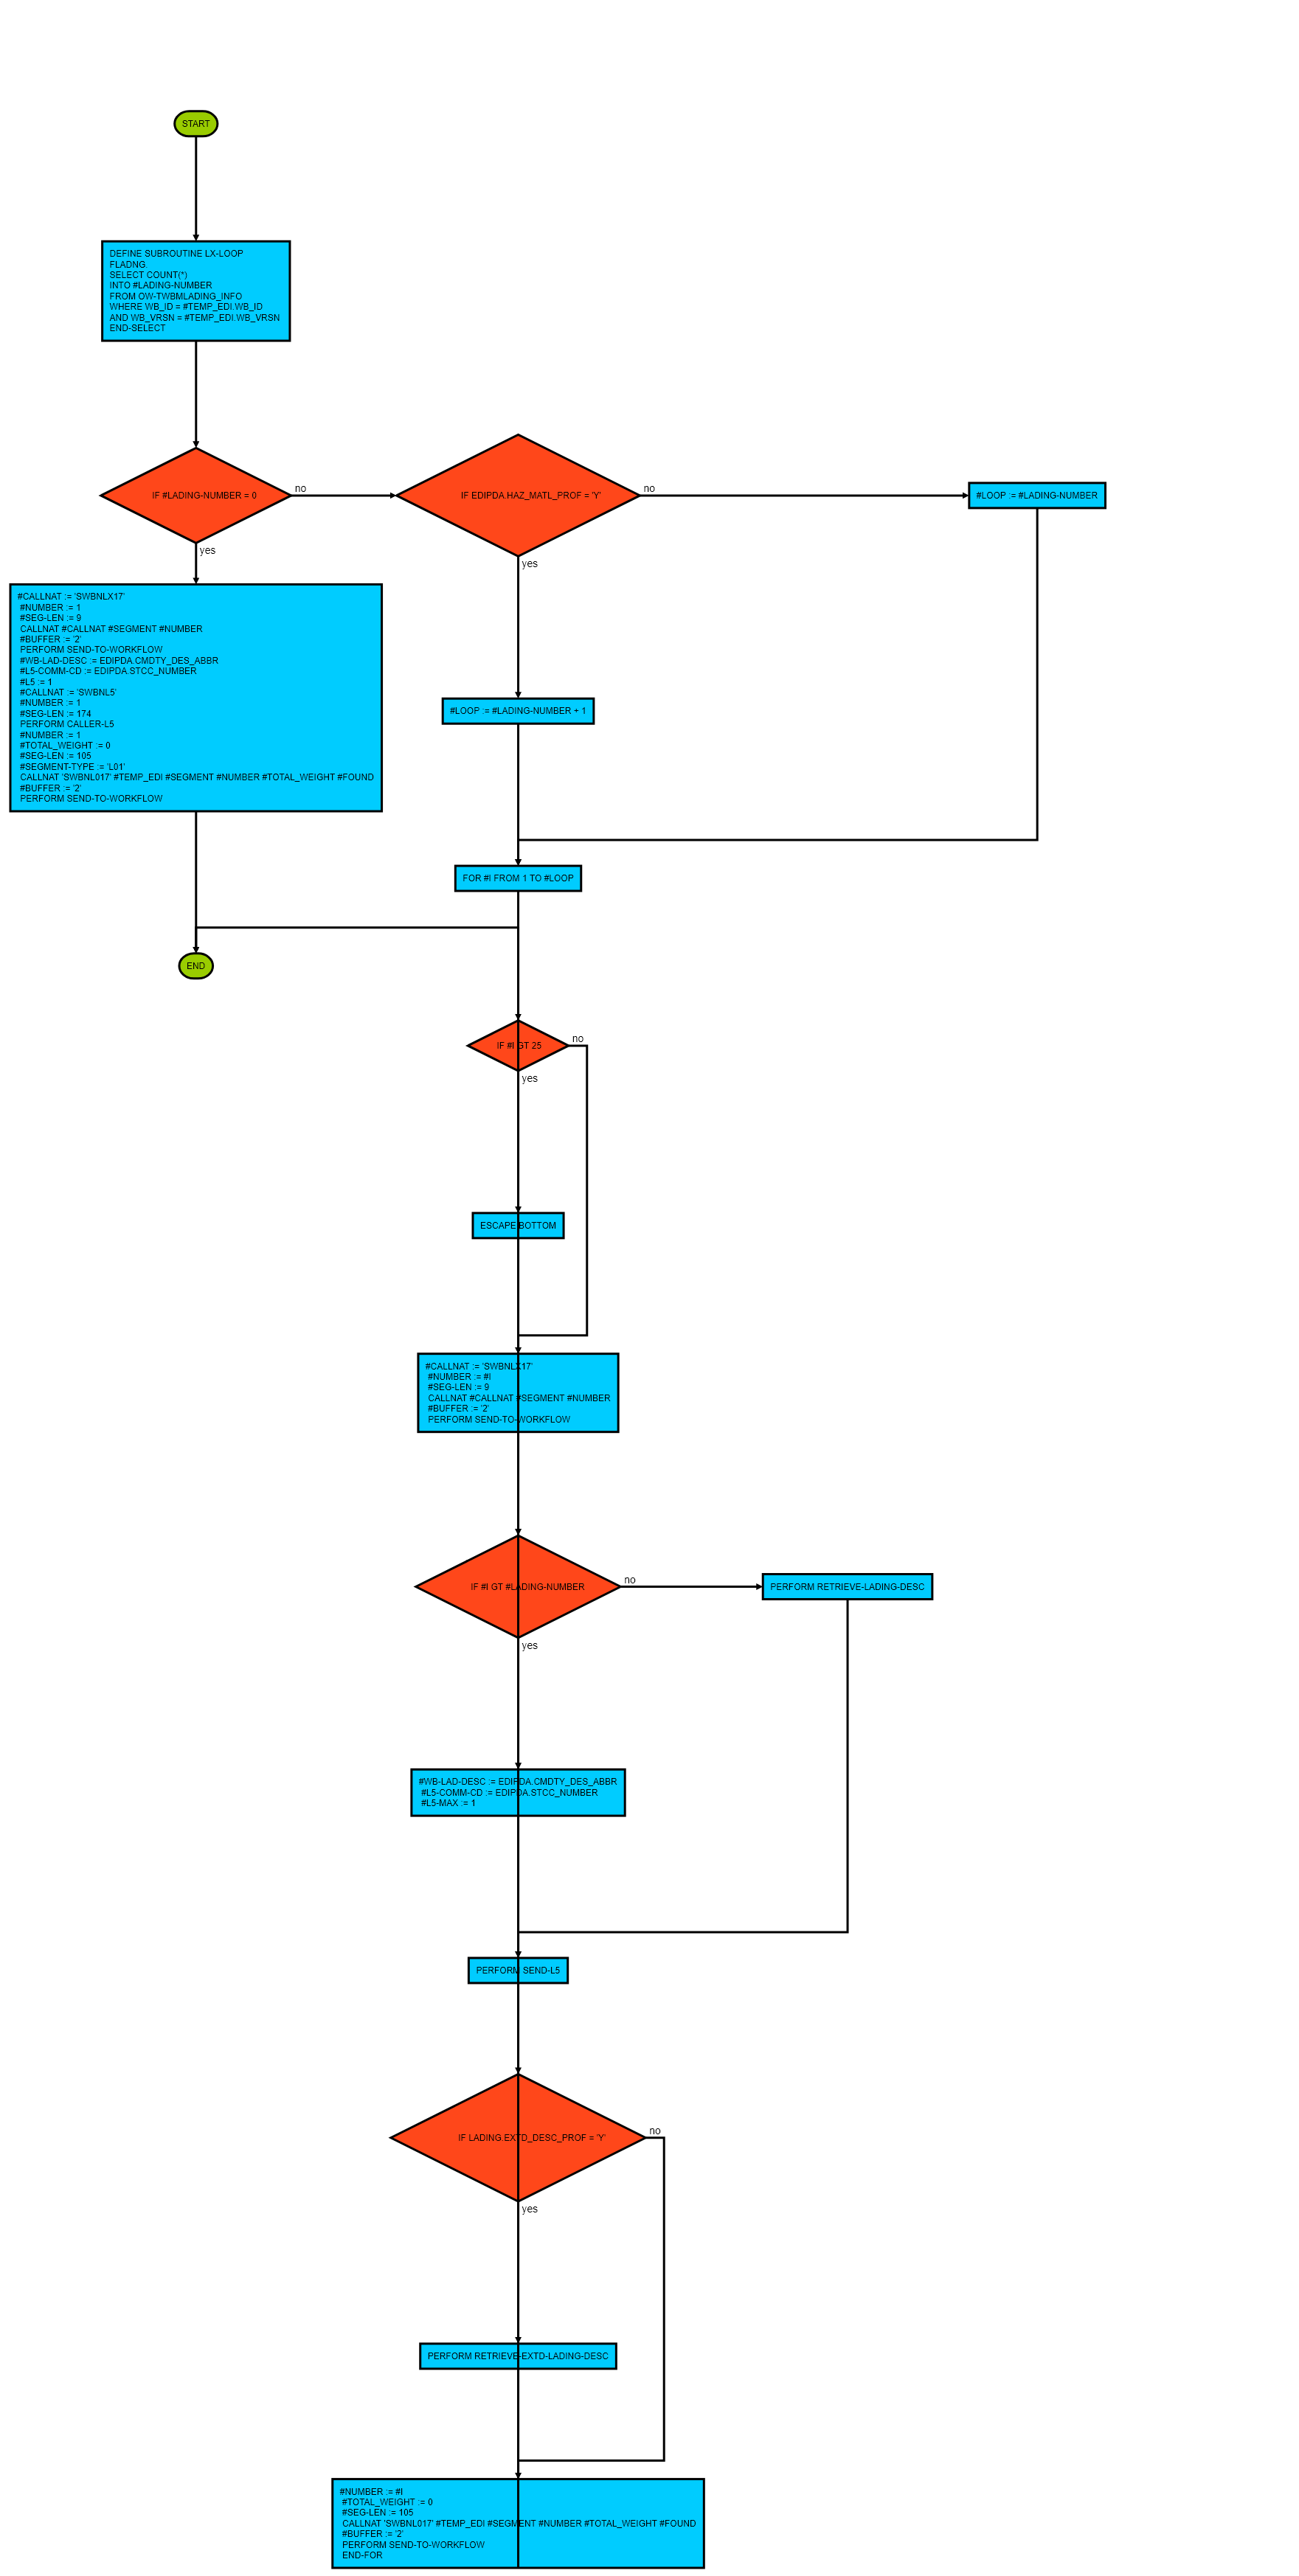 START
DEFINE SUBROUTINE LX-LOOP
FLADNG.
SELECT COUNT(*)
INTO #LADING-NUMBER
FROM OW-TWBMLADING_INFO
WHERE WB_ID = #TEMP_EDI.WB_ID
AND WB_VRSN = #TEMP_EDI.WB_VRSN
END-SELECT
IF #LADING-NUMBER = 0
no
IF EDIPDA.HAZ_MATL_PROF = 'Y'
no
#LOOP := #LADING-NUMBER
yes
yes
#CALLNAT := 'SWBNLX17'
#NUMBER := 1
#SEG-LEN := 9
CALLNAT #CALLNAT #SEGMENT #NUMBER
#BUFFER := '2'
PERFORM SEND-TO-WORKFLOW
#WB-LAD-DESC := EDIPDA.CMDTY_DES_ABBR
#L5-COMM-CD := EDIPDA.STCC_NUMBER
#L5 := 1
#CALLNAT := 'SWBNL5'
#NUMBER := 1
#SEG-LEN := 174
PERFORM CALLER-L5
#NUMBER := 1
#TOTAL_WEIGHT := 0
#SEG-LEN := 105
#SEGMENT-TYPE := 'L01'
CALLNAT 'SWBNL017' #TEMP_EDI #SEGMENT #NUMBER #TOTAL_WEIGHT #FOUND
#BUFFER := '2'
PERFORM SEND-TO-WORKFLOW
#LOOP := #LADING-NUMBER + 1
FOR #I FROM 1 TO #LOOP
END
IF #I GT 25
no
yes
ESCAPE BOTTOM
#CALLNAT := 'SWBNLX17'
#NUMBER := #I
#SEG-LEN := 9
CALLNAT #CALLNAT #SEGMENT #NUMBER
#BUFFER := '2'
PERFORM SEND-TO-WORKFLOW
IF #I GT #LADING-NUMBER
no
PERFORM RETRIEVE-LADING-DESC
yes
#WB-LAD-DESC := EDIPDA.CMDTY_DES_ABBR
#L5-COMM-CD := EDIPDA.STCC_NUMBER
#L5-MAX := 1
PERFORM SEND-L5
IF LADING.EXTD_DESC_PROF = 'Y'
no
yes
PERFORM RETRIEVE-EXTD-LADING-DESC
#NUMBER := #I
#TOTAL_WEIGHT := 0
#SEG-LEN := 105
CALLNAT 'SWBNL017' #TEMP_EDI #SEGMENT #NUMBER #TOTAL_WEIGHT #FOUND
#BUFFER := '2'
PERFORM SEND-TO-WORKFLOW
END-FOR